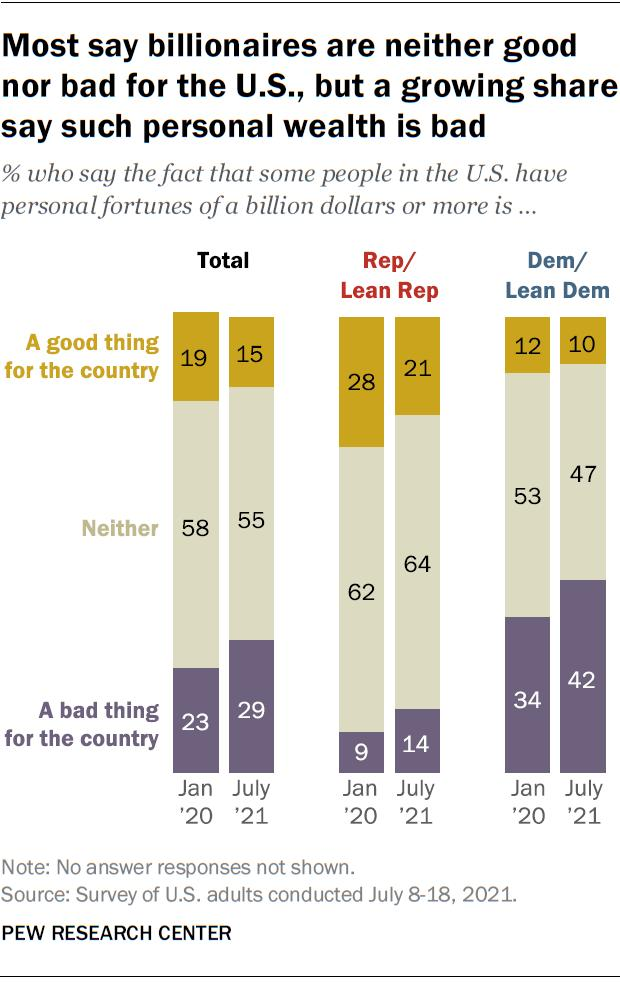 Most say billionaires are neither good
nor bad for the U.S., but a growing share
say such personal wealth is bad
% who say the fact that some people in the U.S. have
personal fortunes of a billion dollars or more is ...
Total
Rep/
Lean Rep
Dem/
Lean Dem
A good thing
for the country
19
15
28
21
12
10
Neither
58
55
62
64
53
47
A bad thing
for the country
23
29
9
14
34
42
Jan
’20
July
’21
Jan
’20
July
’21
Jan
’20
July
’21
Note: No answer responses not shown.
Source: Survey of U.S. adults conducted July 8-18, 2021.
PEW RESEARCH CENTER